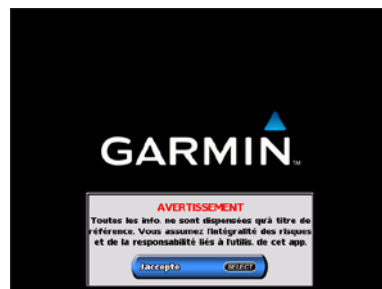 GARMIN™
AVERTISSEMENT
Toutes les info. ne sont dispensées qu'à titre de
référence. Vous assumez l'intégralité des risques
et de la responsabilité liés à l'utilis. de cet app.
J'accepte SELECT